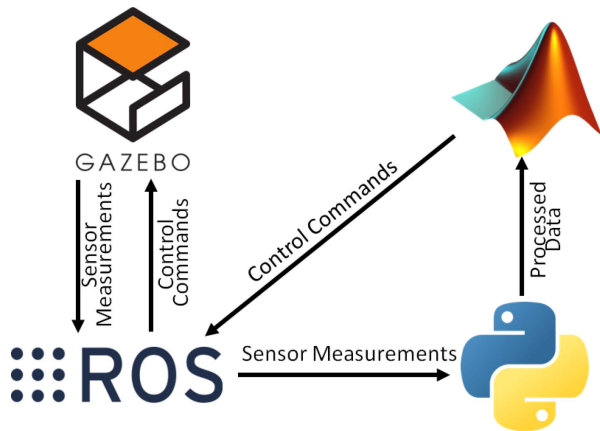 GAZEBO
Sensor
Measurements
Control
Commands
Control Commands
Processed
Data
ROS
Sensor Measurements